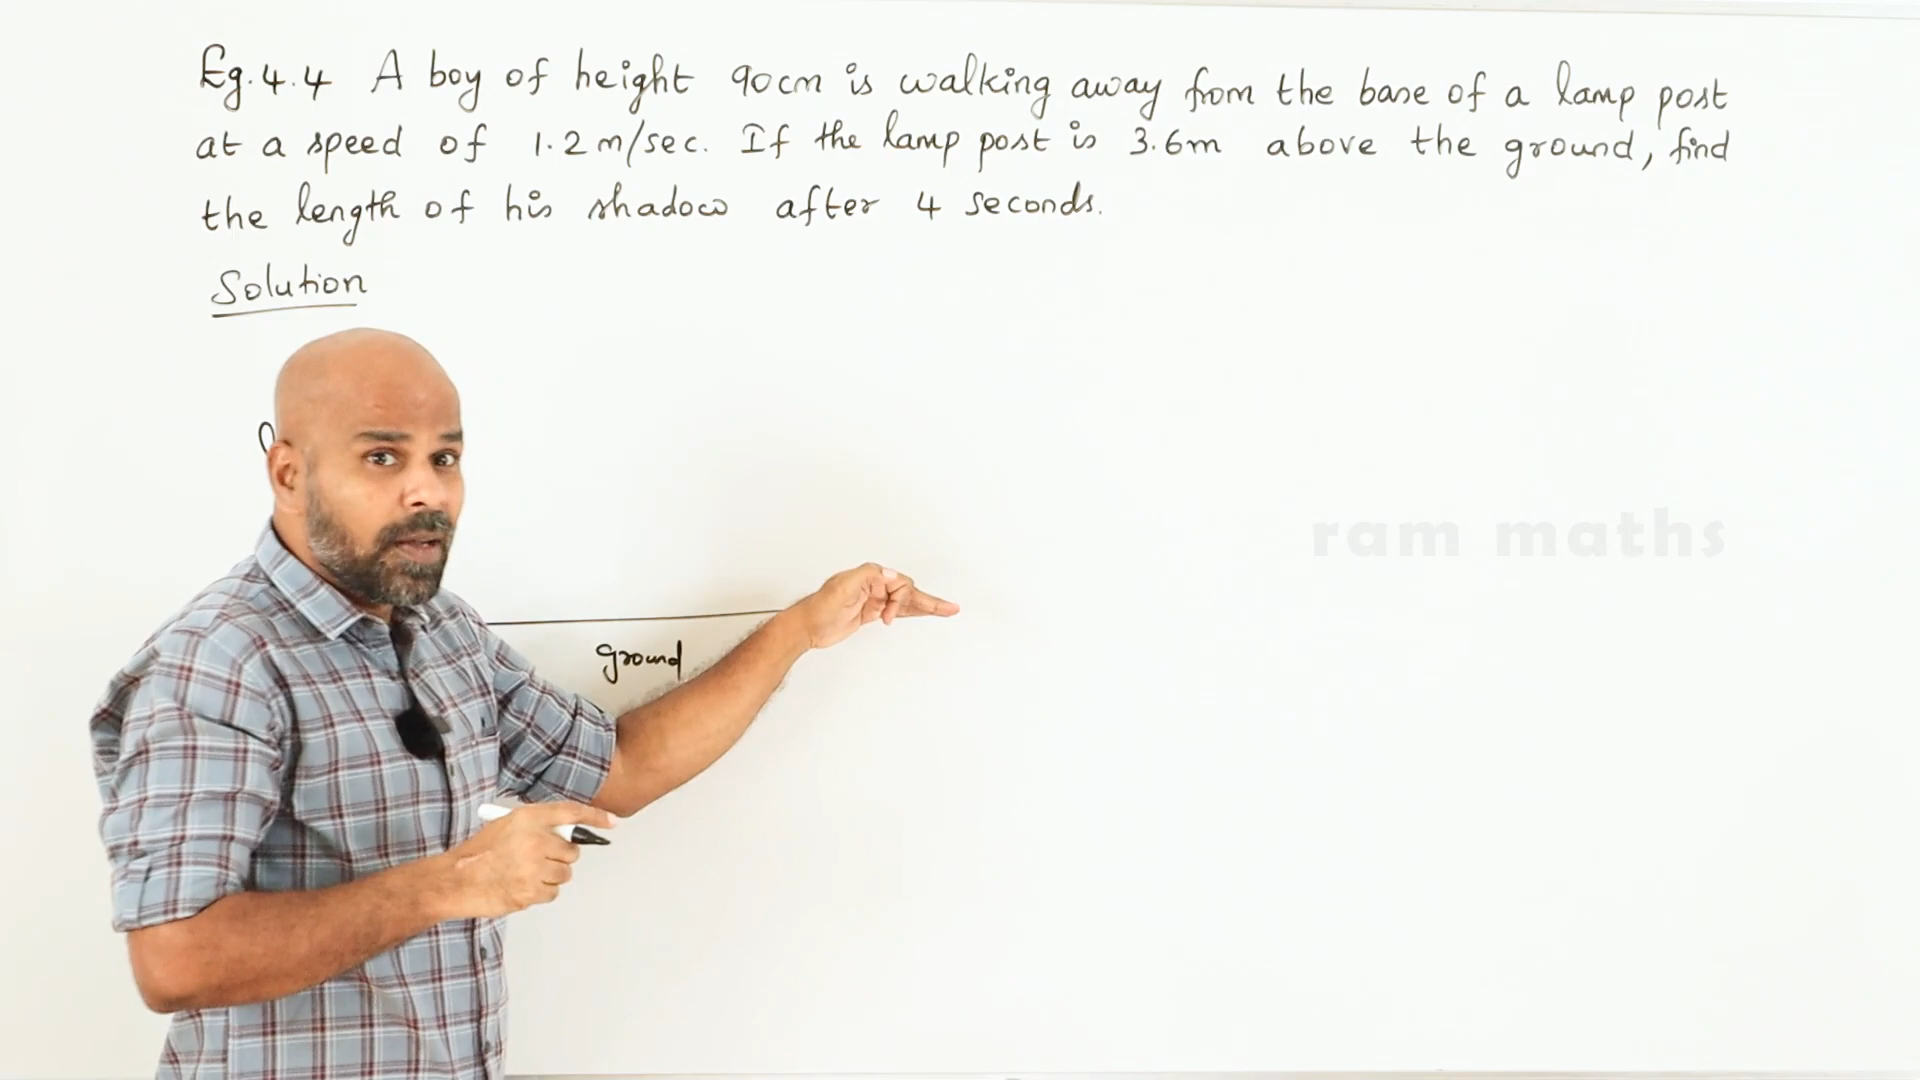 Eg. 4.4 A boy of height 90cm is walking away from the base of a lamp post
at a speed of 1.2 m/sec. If the lamp post is 3.6m above the ground, find
the length of his shadow after 4 seconds.
Solution
ram maths
ground